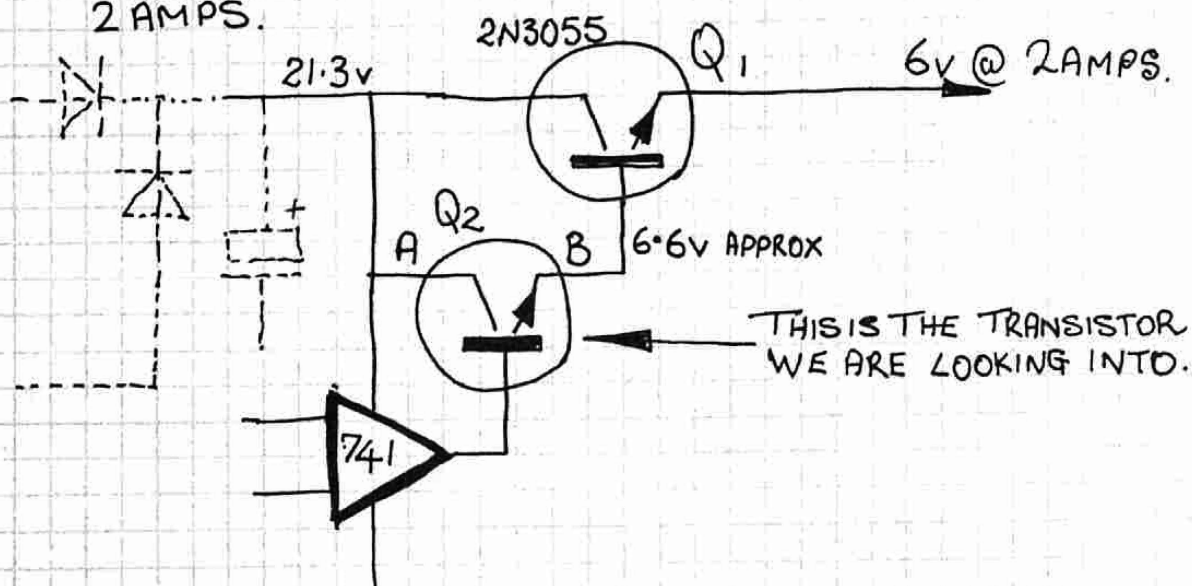 2 AMPS.
2N3055
Q1
21.3v
6v @ 2AMPS.
Q2
A
B
6.6v APPROX
THIS IS THE TRANSISTOR
WE ARE LOOKING INTO.
741
+